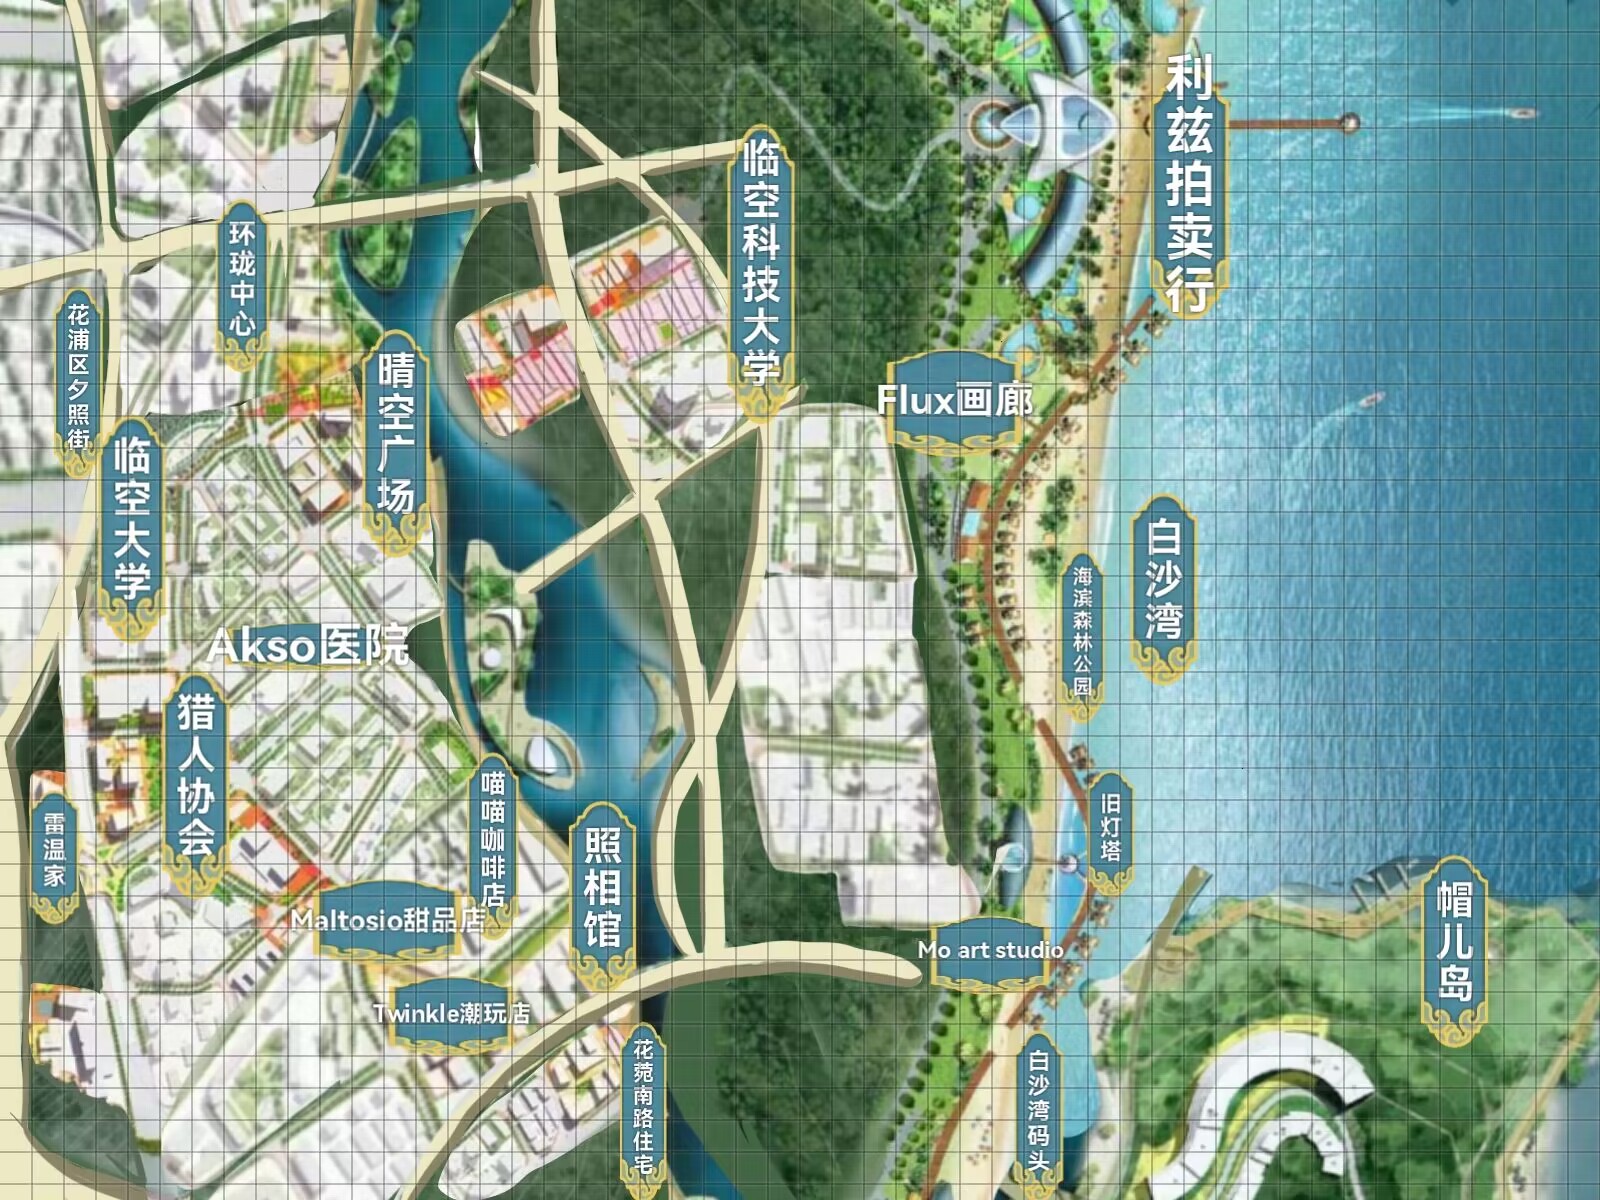 利兹拍卖行
临空科技大学
环珑中心
花浦区夕照街
晴空广场
Flux画廊
临空大学
白沙湾
海滨森林公园
Akso医院
猎人协会
喵喵咖啡店
旧灯塔
雷温家
照相馆
帽儿岛
Maltosio甜品店
Mo art studio
Twinkle潮玩店
花菀南路住宅
白沙湾码头